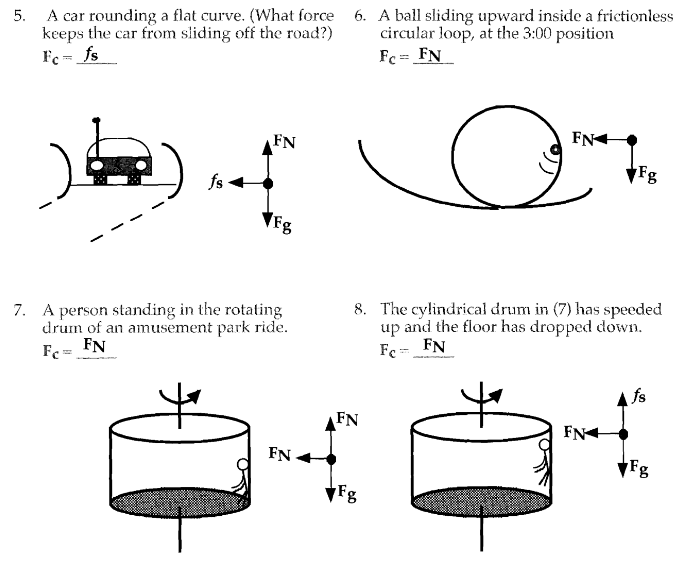 5. A car rounding a flat curve. (What force
keeps the car from sliding off the road?)
Fc = fs
FN
fs
Fg
6. A ball sliding upward inside a frictionless
circular loop, at the 3:00 position
Fc = FN
FN
Fg
7. A person standing in the rotating
drum of an amusement park ride.
Fc = FN
FN
FN
Fg
8. The cylindrical drum in (7) has speeded
up and the floor has dropped down.
Fc = FN
fs
FN
Fg